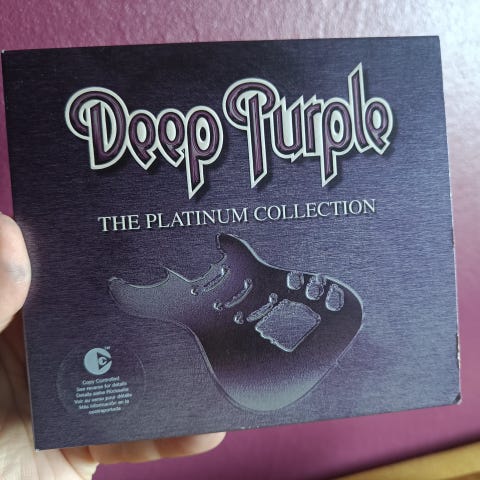 Deep Purple
THE PLATINUM COLLECTION
Copy Controlled
See reverse for details
Details siehe Rückseite
Voir au verso pour détails
Más información en la
contraportada